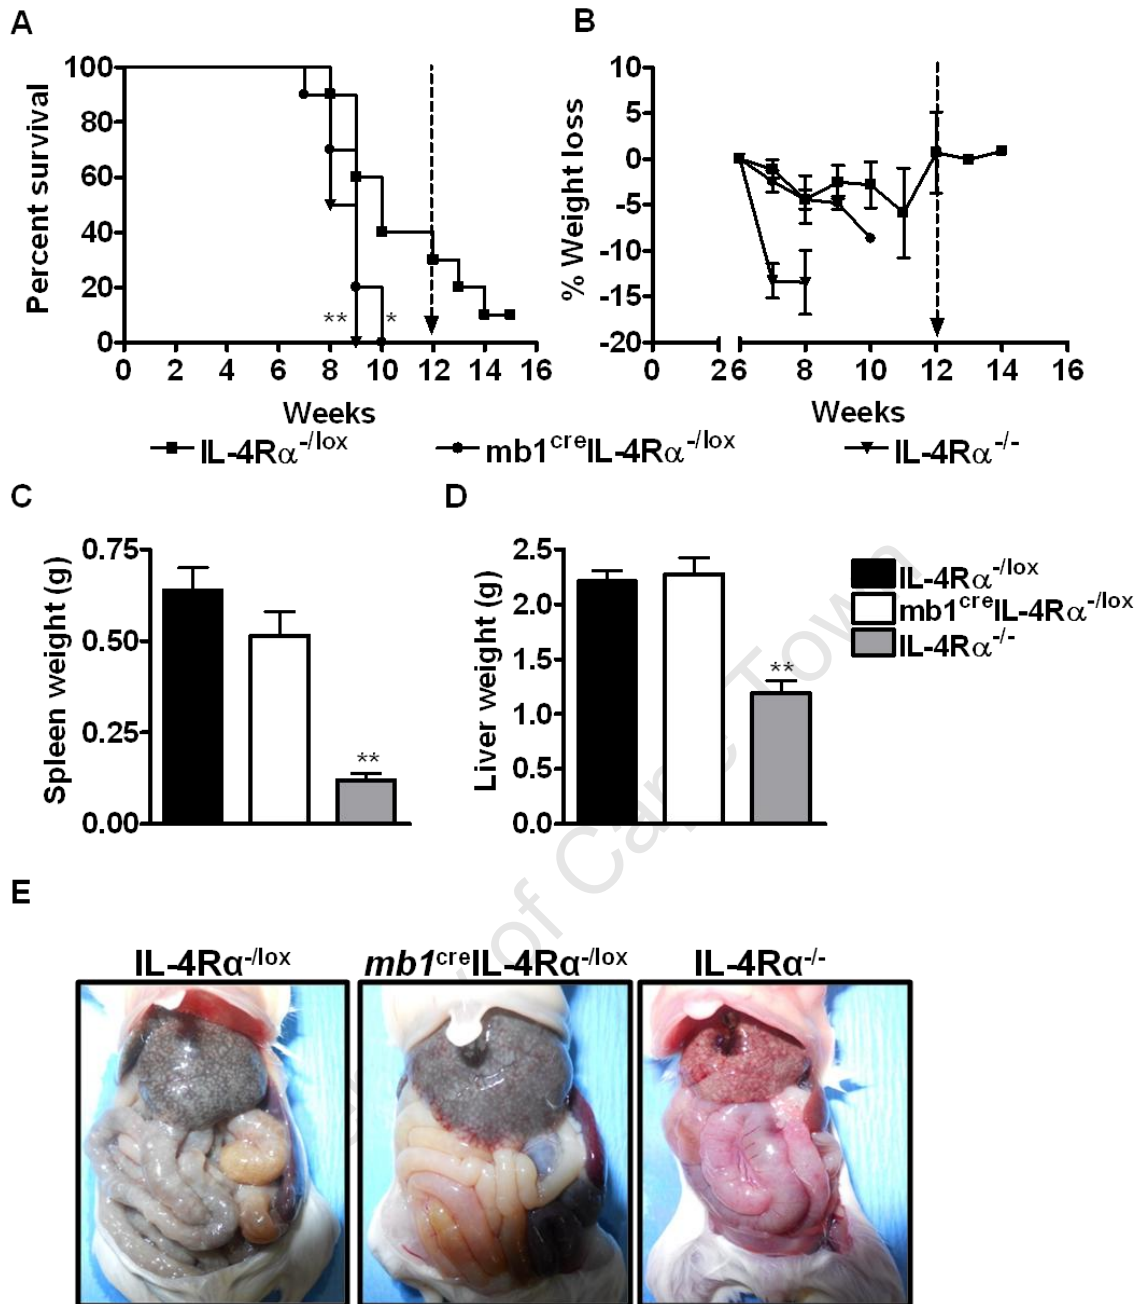 A
B
Percent survival
100
80
60
40
20
0
** *
0 2 4 6 8 10 12 14 16
Weeks
% Weight loss
10
5
0
-5
-10
-15
-20
0 2 6 8 10 12 14 16
Weeks
IL-4Rα-/lox mb1creIL-4Rα-/lox IL-4Rα-/-
C
D
Spleen weight (g)
0.75
0.50
0.25
0.00
**
Liver weight (g)
2.5
2.0
1.5
1.0
0.5
0.0
**
IL-4Rα-/lox
mb1creIL-4Rα-/lox
IL-4Rα-/-
of Cape Town
E
IL-4Rα-/lox mb1creIL-4Rα-/lox IL-4Rα-/-